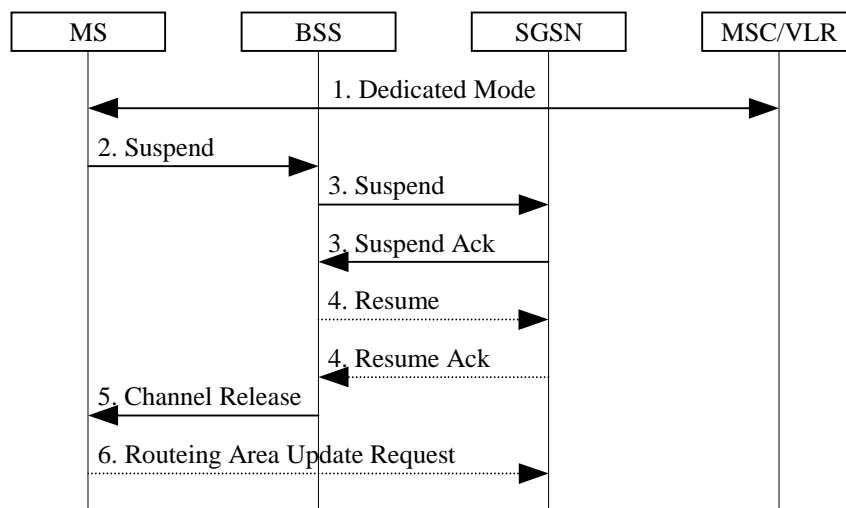 MS BSS SGSN MSC/VLR
1. Dedicated Mode
2. Suspend
3. Suspend
3. Suspend Ack
4. Resume
4. Resume Ack
5. Channel Release
6. Routeing Area Update Request